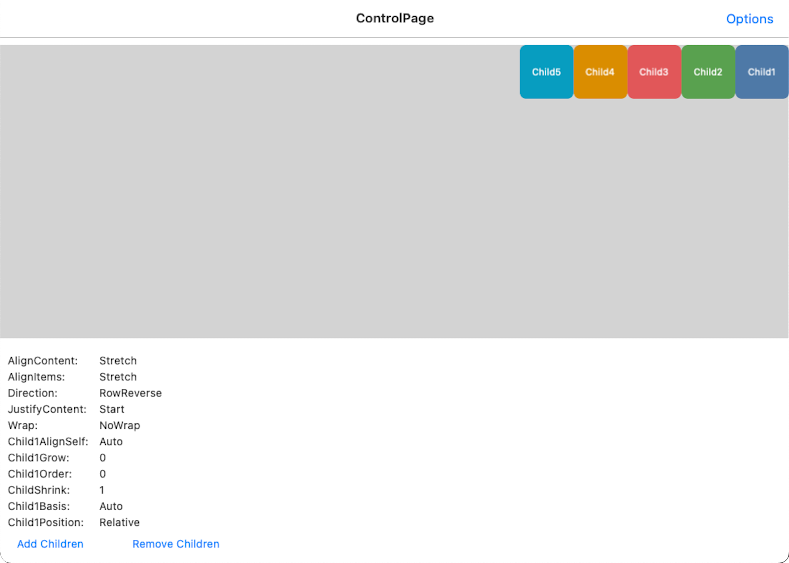 ControlPage
Options
Child5 Child4 Child3 Child2 Child1
AlignContent: Stretch
AlignItems: Stretch
Direction: RowReverse
JustifyContent: Start
Wrap: NoWrap
Child1AlignSelf: Auto
Child1Grow: 0
Child1Order: 0
ChildShrink: 1
Child1Basis: Auto
Child1Position: Relative
Add Children Remove Children